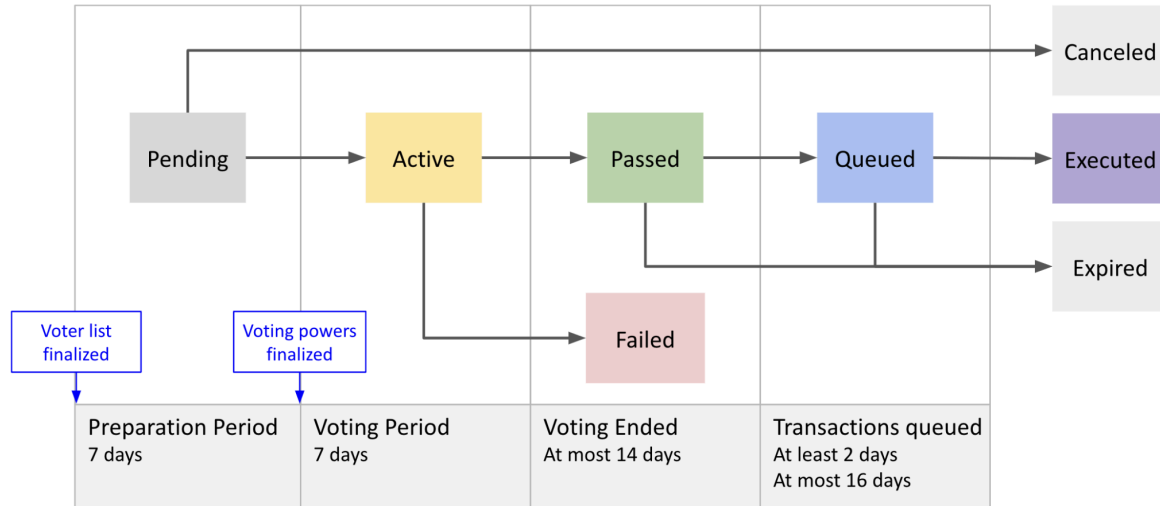 Canceled
Pending
Active
Passed
Queued
Executed
Expired
Voter list
finalized
Voting powers
finalized
Failed
Preparation Period
7 days
Voting Period
7 days
Voting Ended
At most 14 days
Transactions queued
At least 2 days
At most 16 days